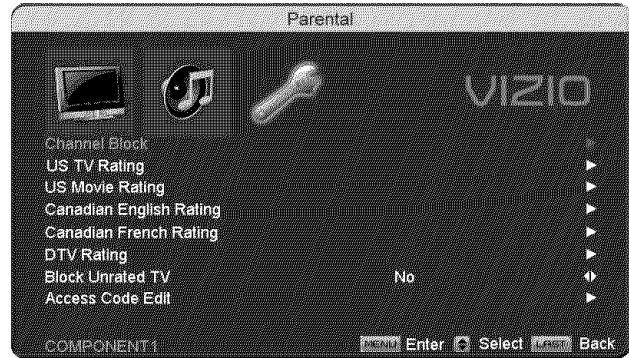 Parental
VIZIO
Channel Block
US TV Rating
US Movie Rating
Canadian English Rating
Canadian French Rating
DTV Rating
Block Unrated TV No
Access Code Edit
COMPONENT1 MENU Enter Select LAST Back